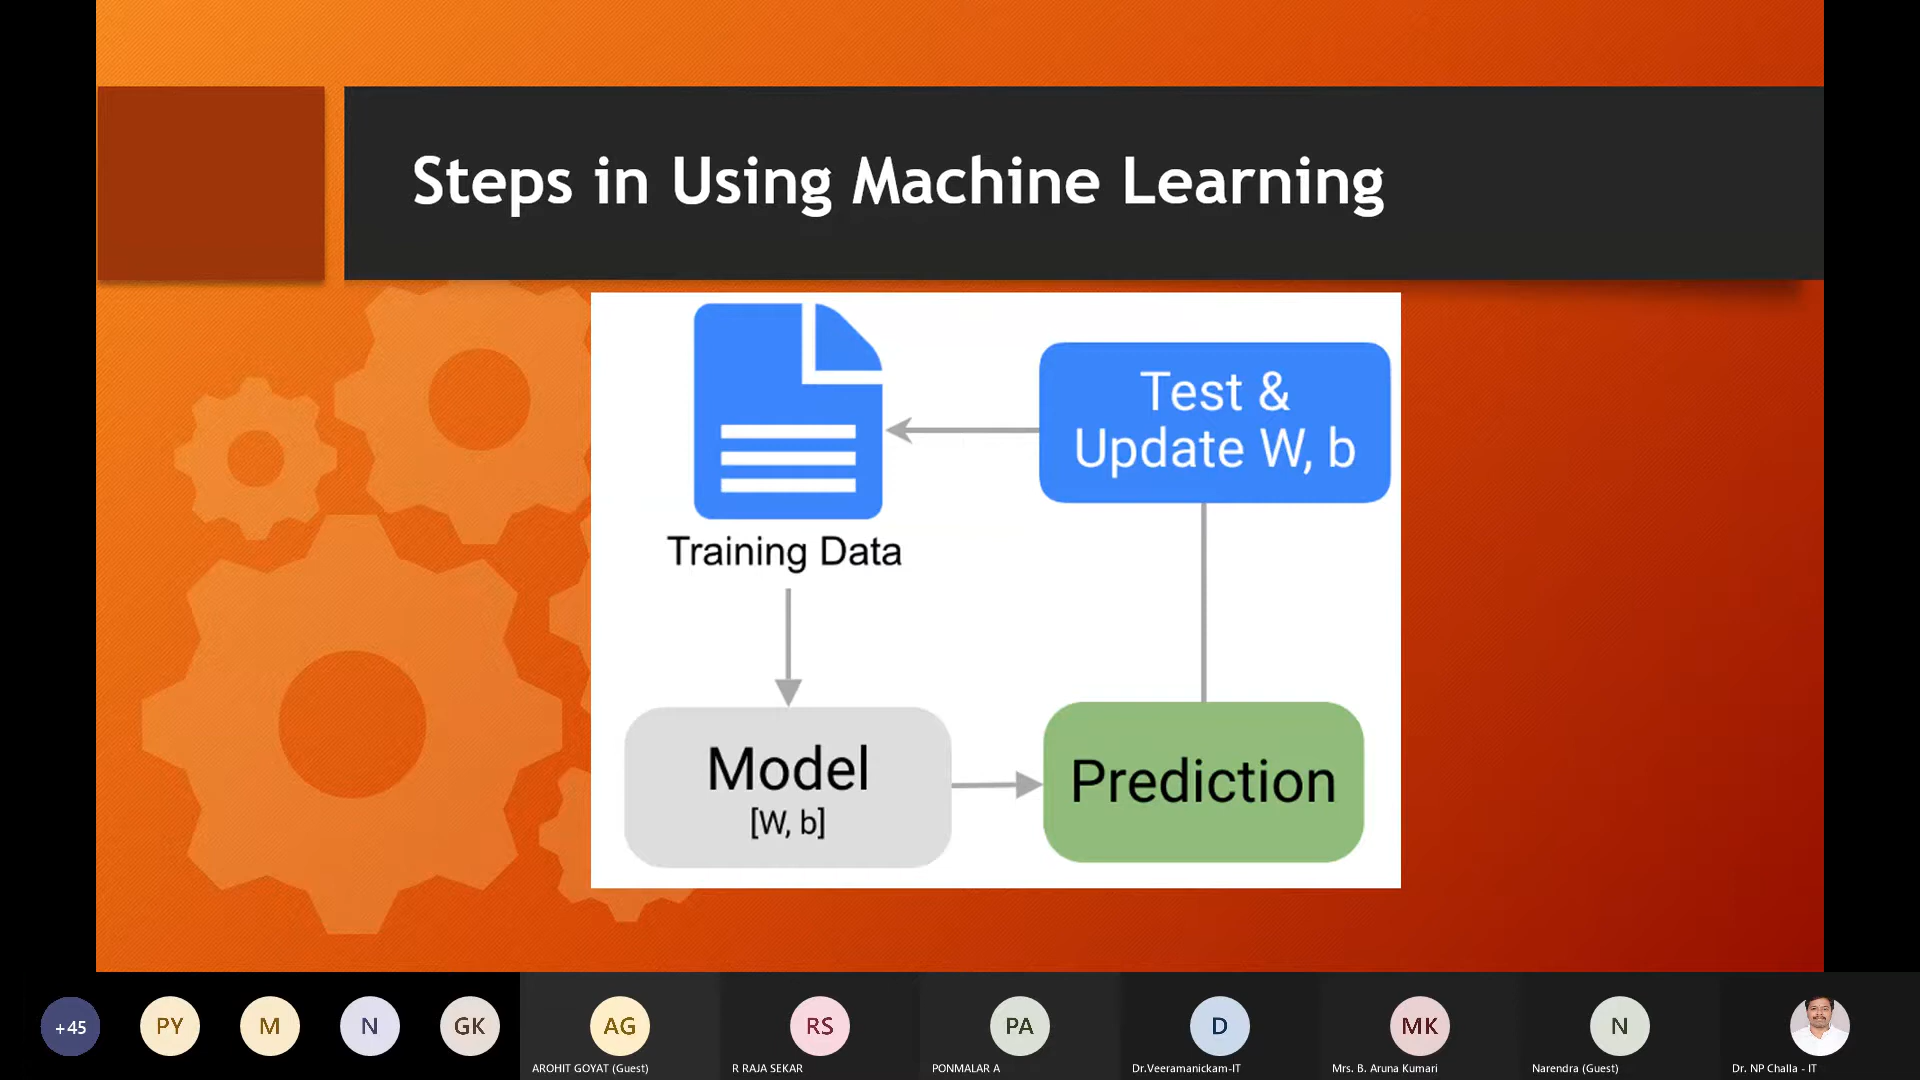 Steps in Using Machine Learning
Test &
Update W, b
Training Data
Model
[W, b]
Prediction
+45
PY
M
N
GK
AG
RS
PA
D
MK
N
AROHIT GOYAT (Guest)
R RAJA SEKAR
PONMALAR A
Dr.Veeramanickam-IT
Mrs. B. Aruna Kumari
Narendra (Guest)
Dr. NP Challa - IT